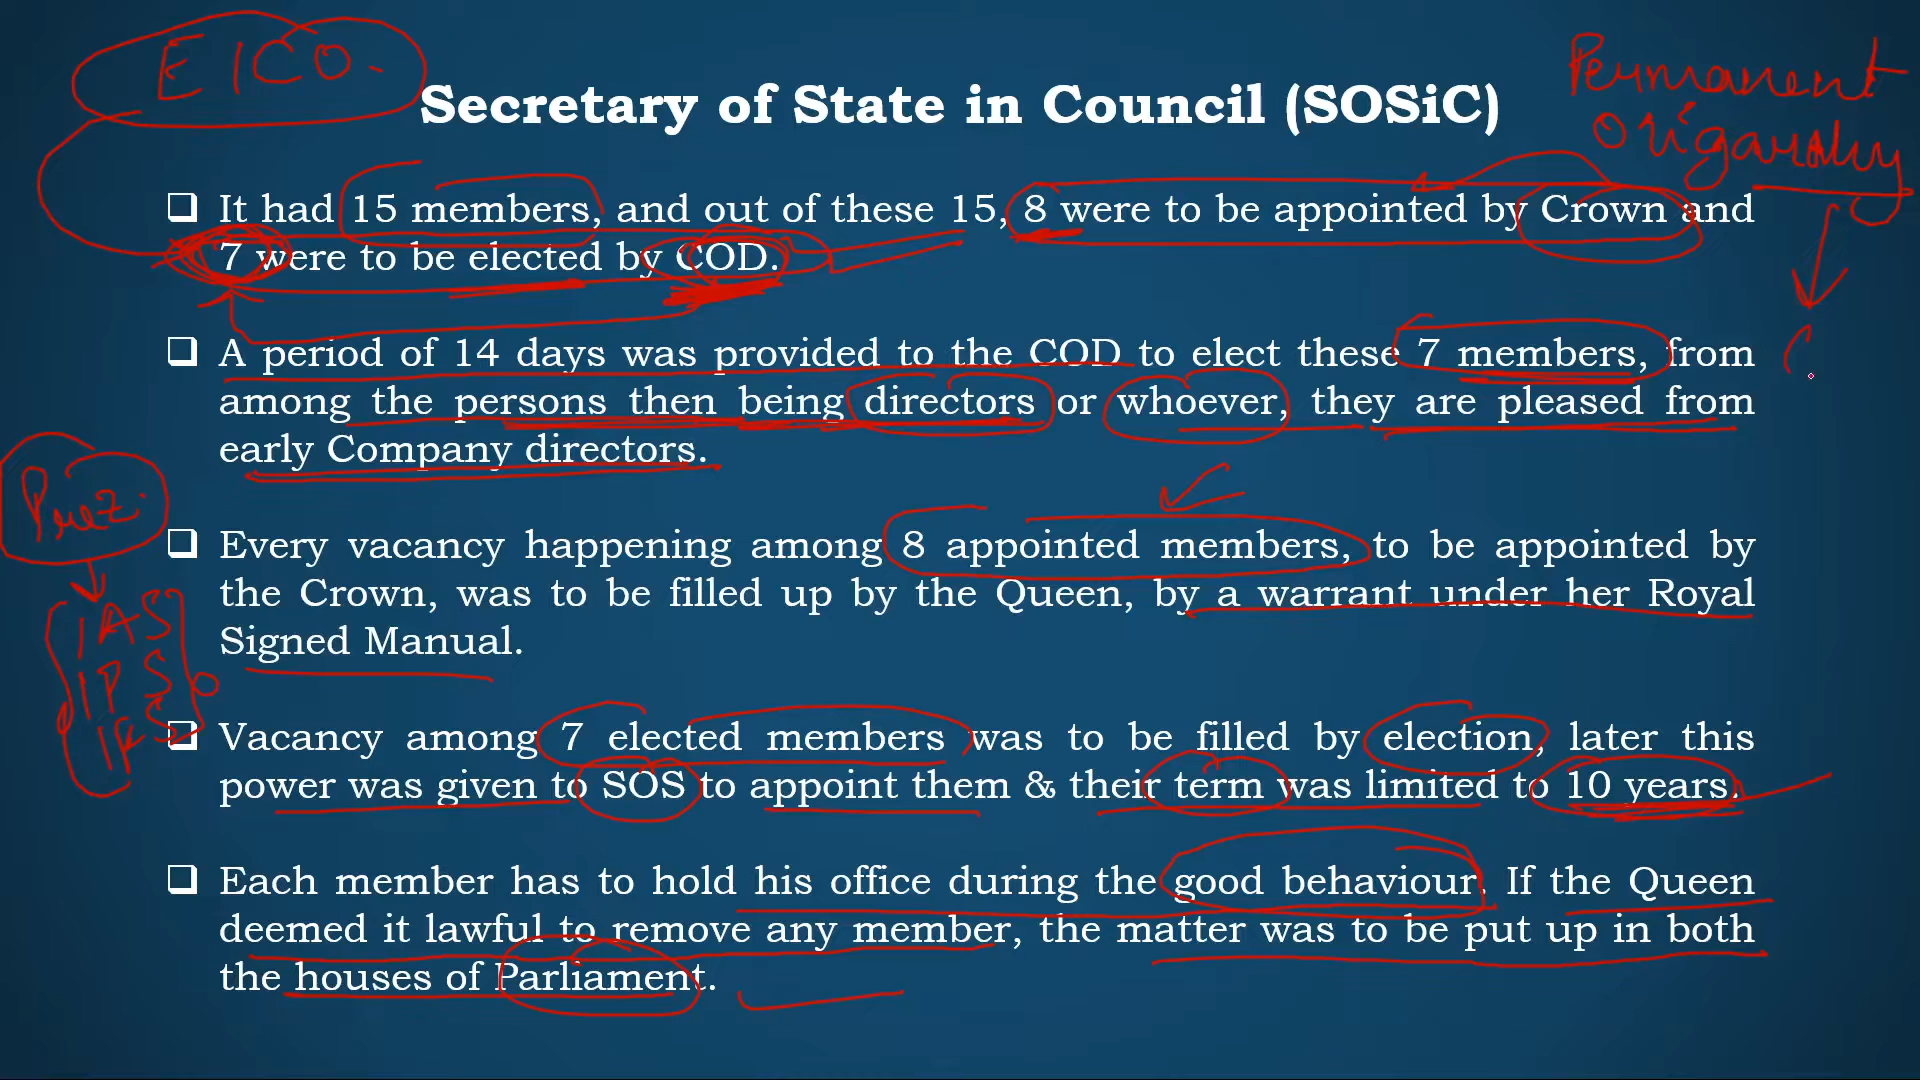 EICO.
Secretary of State in Council (SOSiC)
Permanent
origarchy
❑ It had 15 members, and out of these 15, 8 were to be appointed by Crown and
7 were to be elected by COD.
❑ A period of 14 days was provided to the COD to elect these 7 members, from
among the persons then being directors or whoever, they are pleased from
early Company directors.
Prez.
❑ Every vacancy happening among 8 appointed members, to be appointed by
the Crown, was to be filled up by the Queen, by a warrant under her Royal
Signed Manual.
IAS
IPS
IFS
❑ Vacancy among 7 elected members was to be filled by election, later this
power was given to SOS to appoint them & their term was limited to 10 years.
❑ Each member has to hold his office during the good behaviour. If the Queen
deemed it lawful to remove any member, the matter was to be put up in both
the houses of Parliament.